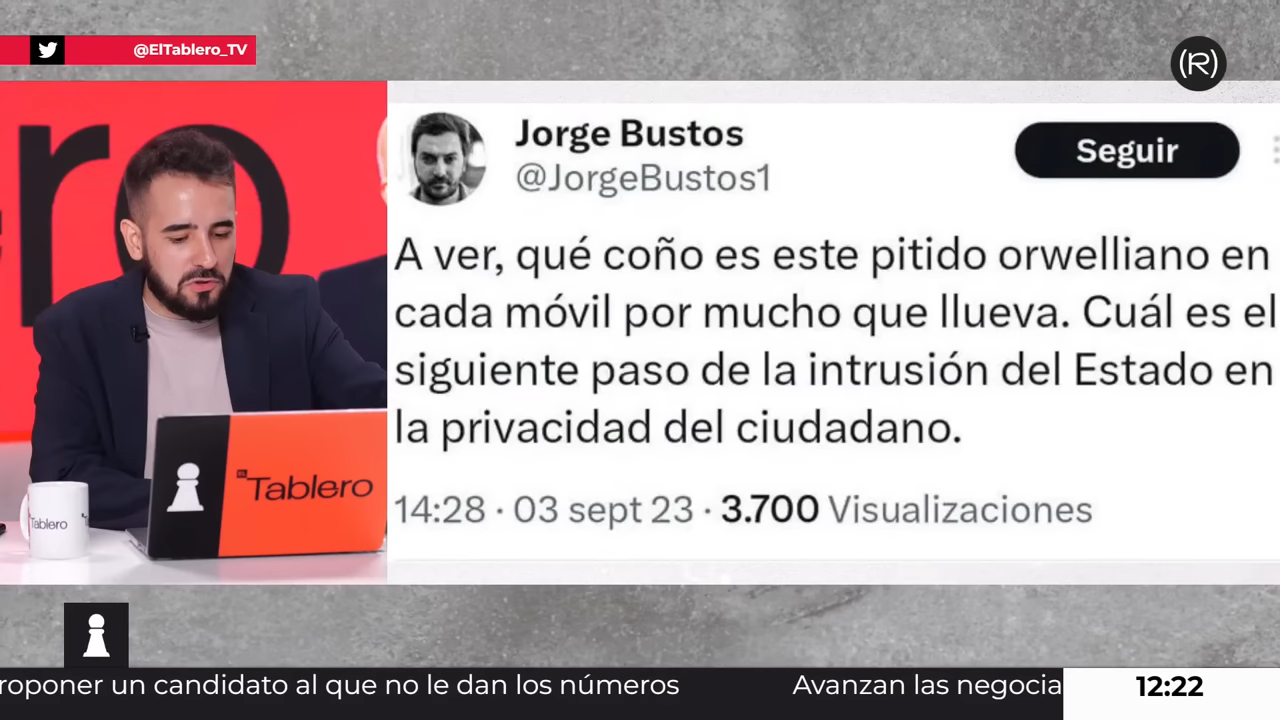 @ElTablero_TV
(R)
ro
Jorge Bustos
@JorgeBustos1
Seguir
A ver, qué coño es este pitido orwelliano en
cada móvil por mucho que llueva. Cuál es el
siguiente paso de la intrusión del Estado en
la privacidad del ciudadano.
14:28 · 03 sept 23 · 3.700 Visualizaciones
EL
Tablero
Tablero
roponer un candidato al que no le dan los números
Avanzan las negocia
12:22